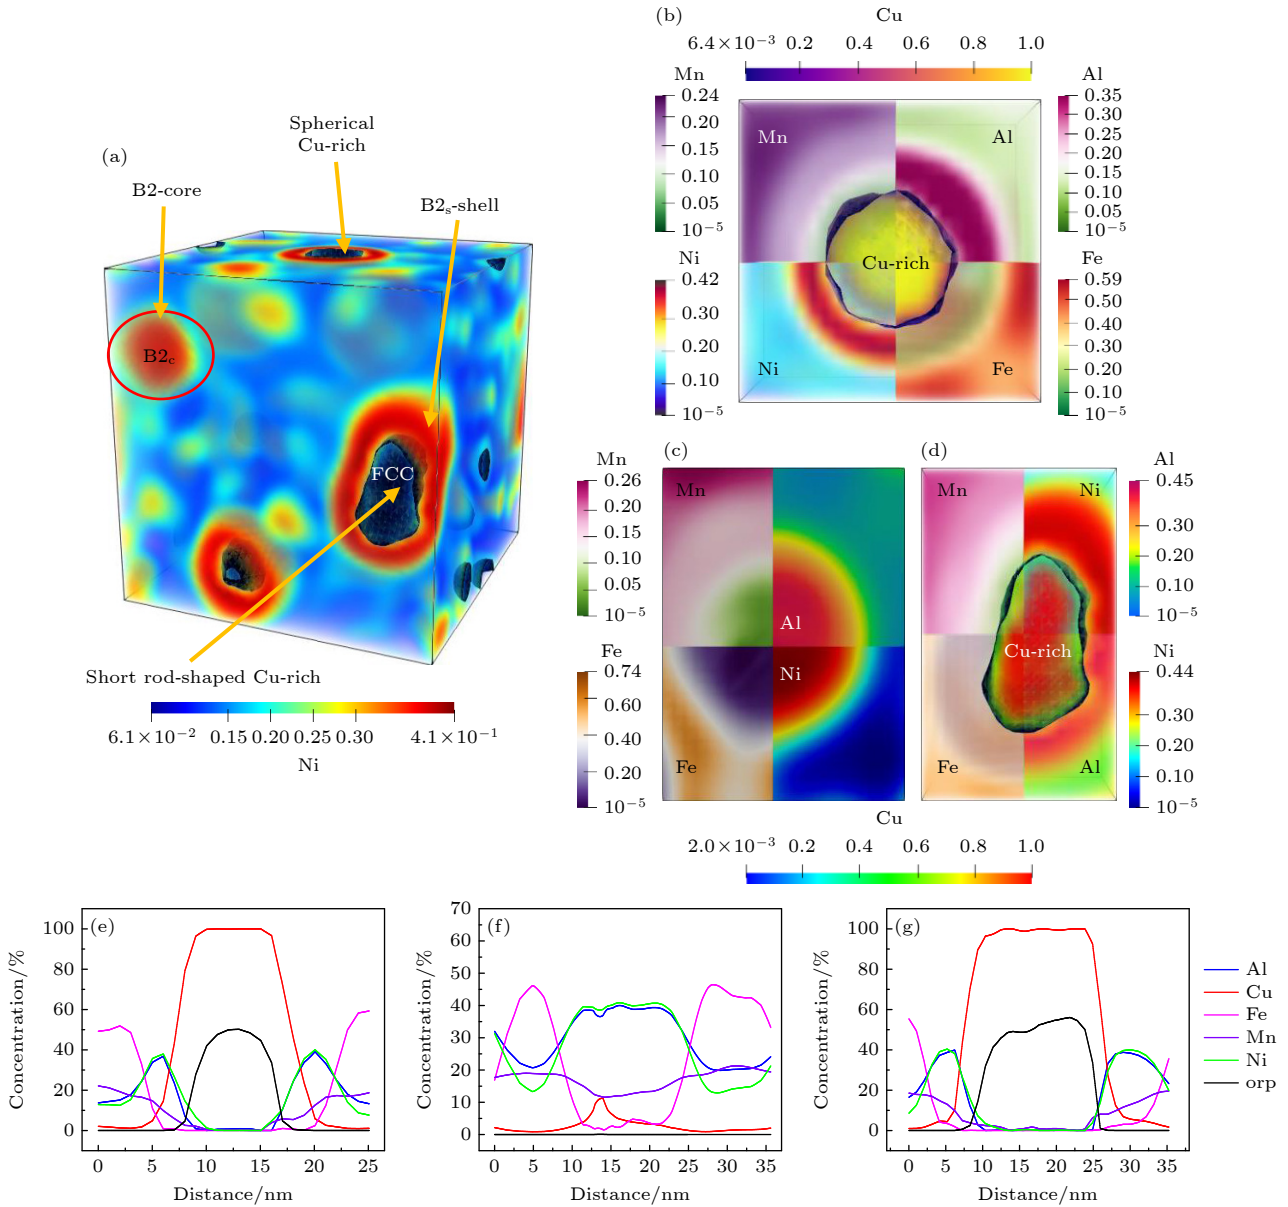 (a)
Spherical
Cu-rich
B2-core
B2ₛ-shell
B2꜀
FCC
Short rod-shaped Cu-rich
6.1×10⁻² 0.15 0.20 0.25 0.30 4.1×10⁻¹
Ni
(b)
Cu
6.4×10⁻³ 0.2 0.4 0.6 0.8 1.0
Mn
0.24
0.20
0.15
0.10
0.05
10⁻⁵
Ni
0.42
0.30
0.20
0.10
10⁻⁵
Al
0.35
0.30
0.25
0.20
0.15
0.10
0.05
10⁻⁵
Fe
0.59
0.50
0.40
0.30
0.20
0.10
10⁻⁵
Mn
Al
Cu-rich
Ni
Fe
(c)
Mn
0.26
0.20
0.15
0.10
0.05
10⁻⁵
Fe
0.74
0.60
0.40
0.20
10⁻⁵
Mn
Al
Ni
Fe
(d)
Mn
Ni
Cu-rich
Fe
Al
Al
0.45
0.30
0.20
0.10
10⁻⁵
Ni
0.44
0.30
0.20
0.10
10⁻⁵
Cu
2.0×10⁻³ 0.2 0.4 0.6 0.8 1.0
(e)
Concentration/%
100
80
60
40
20
0
0 5 10 15 20 25
Distance/nm
(f)
Concentration/%
70
60
50
40
30
20
10
0
0 5 10 15 20 25 30 35
Distance/nm
(g)
Concentration/%
100
80
60
40
20
0
0 5 10 15 20 25 30 35
Distance/nm
Al
Cu
Fe
Mn
Ni
orp